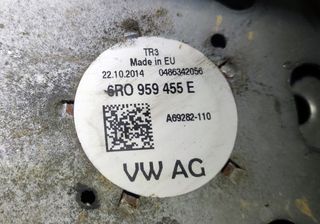 TR3
Made in EU
22.10.2014 0486342056
6R0 959 455 E
A69282-110
VW AG